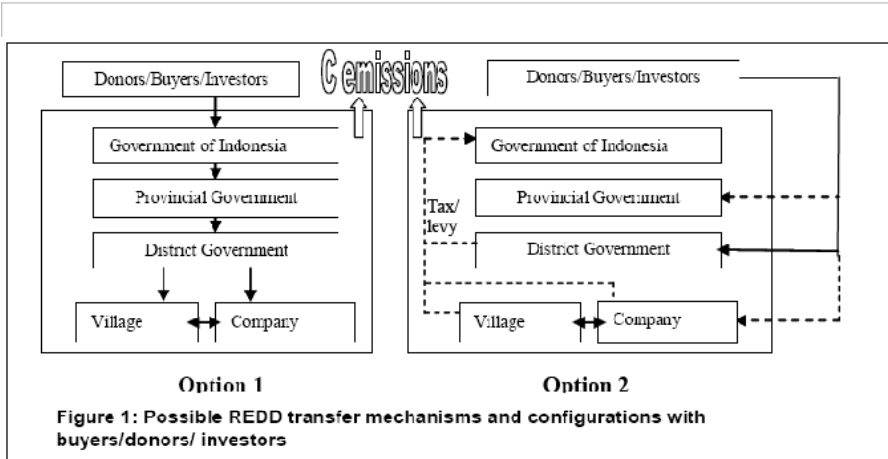 Donors/Buyers/Investors
C emissions
Donors/Buyers/Investors
Government of Indonesia
Provincial Government
District Government
Village
Company
Government of Indonesia
Provincial Government
Tax/
levy
District Government
Village
Company
Option 1
Option 2
Figure 1: Possible REDD transfer mechanisms and configurations with
buyers/donors/ investors